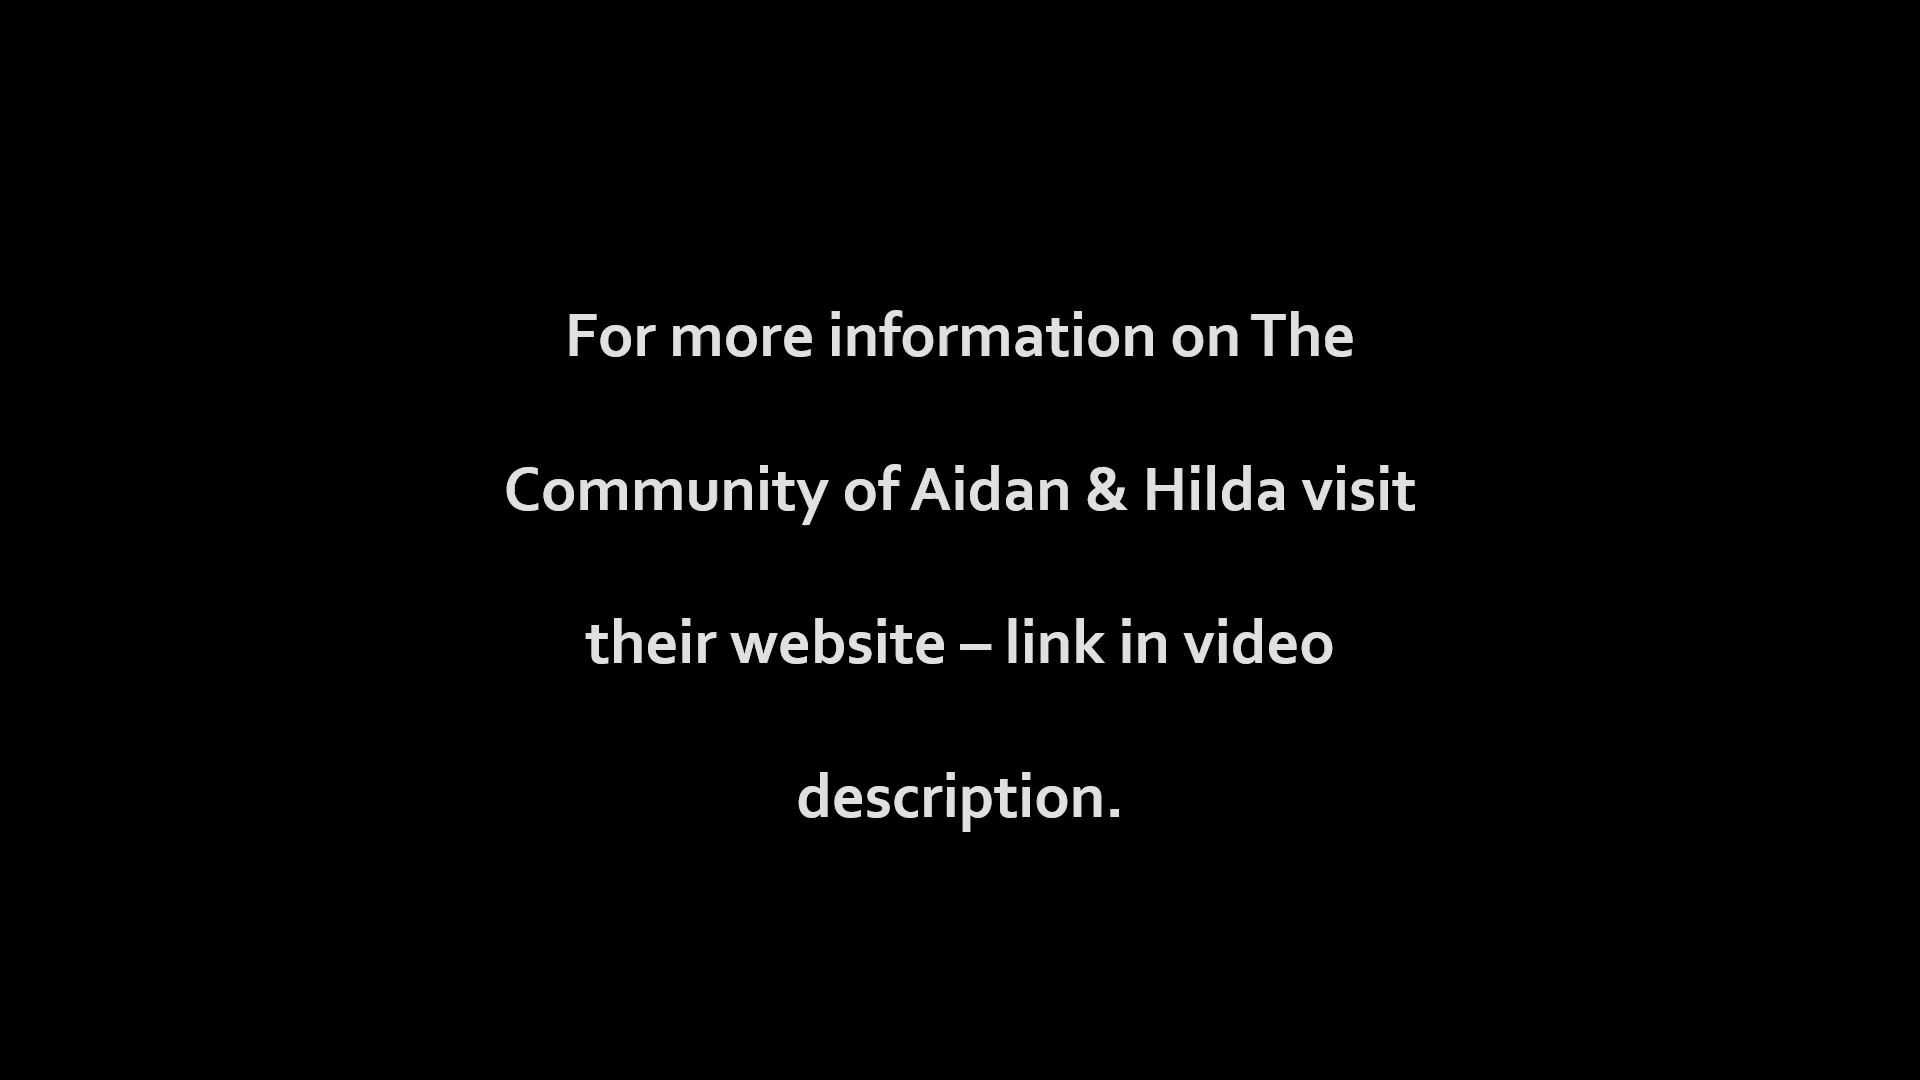 For more information on The
Community of Aidan & Hilda visit
their website – link in video
description.